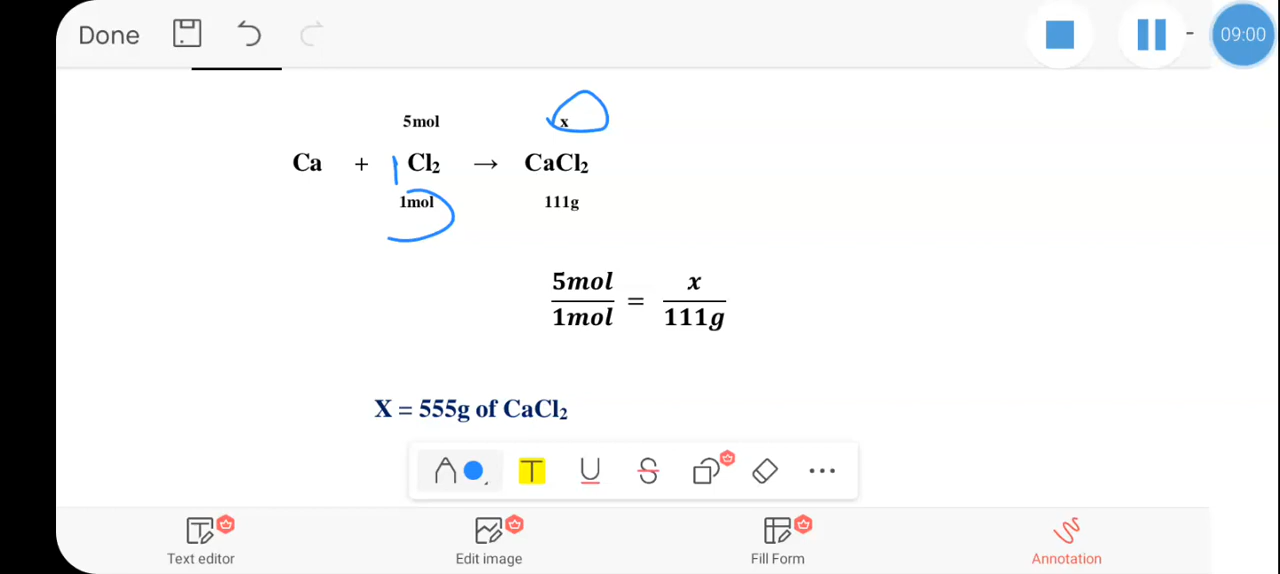 Done
09:00
5mol x
Ca + 1 Cl₂ → CaCl₂
1mol 111g
5mol x
= 
1mol 111g
X = 555g of CaCl₂
T U S
Text editor Edit image Fill Form Annotation